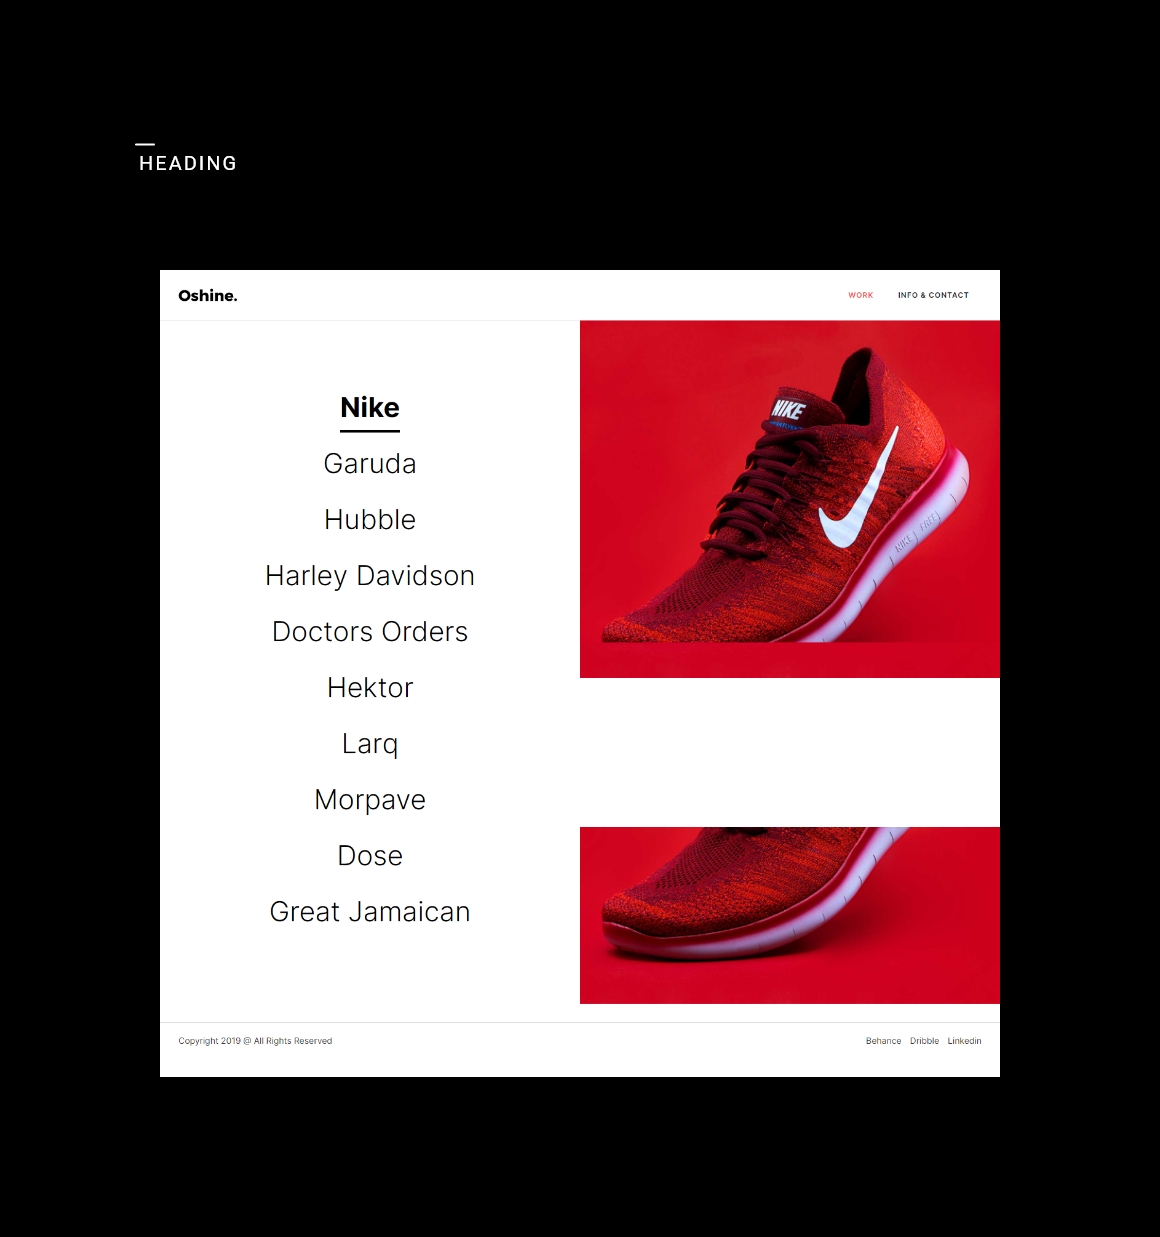 HEADING
Oshine.
WORK INFO & CONTACT
Nike
Garuda
Hubble
Harley Davidson
Doctors Orders
Hektor
Larq
Morpave
Dose
Great Jamaican
NIKE
NIKE FREE
Copyright 2019 @ All Rights Reserved
Behance Dribble Linkedin